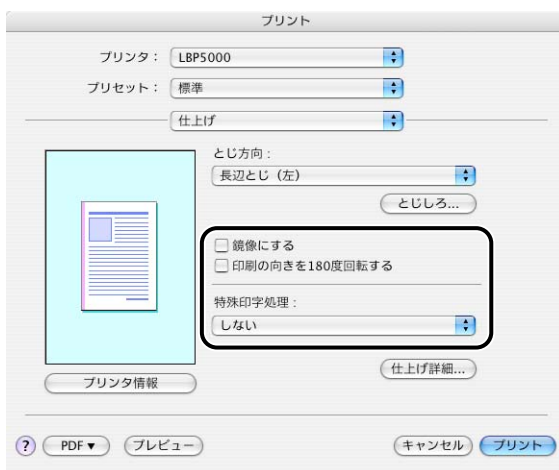 プリント
プリンタ： LBP5000
プリセット： 標準
仕上げ
とじ方向：
長辺とじ（左）
とじしろ...
鏡像にする
印刷の向きを180度回転する
特殊印字処理：
しない
仕上げ詳細...
プリンタ情報
? PDF▼ プレビュー キャンセル プリント